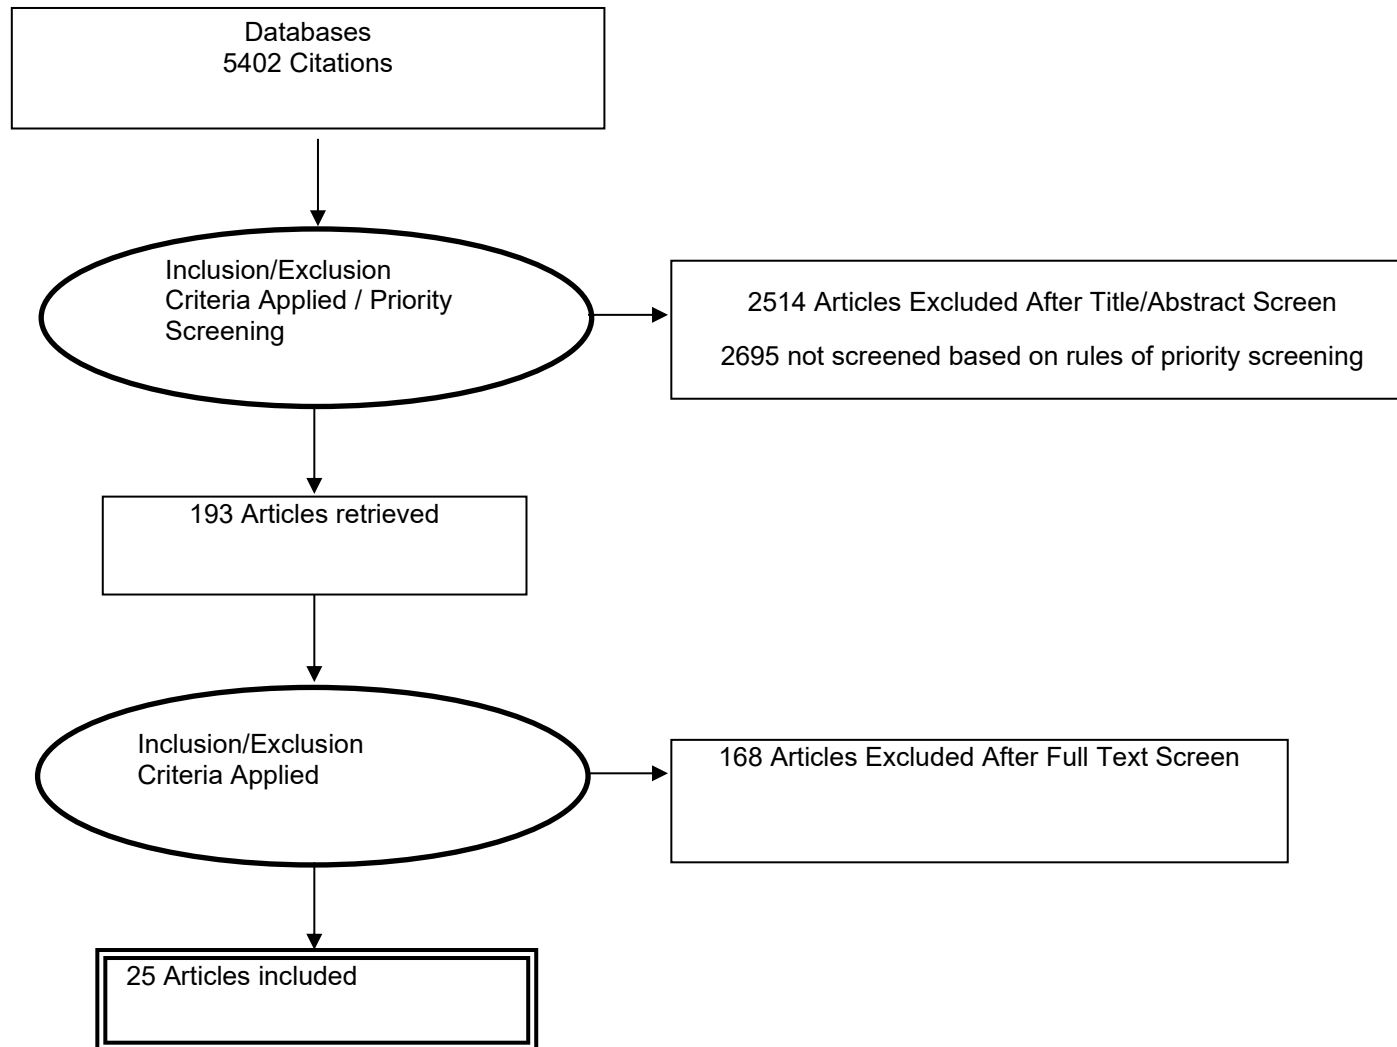 Databases
5402 Citations
Inclusion/Exclusion
Criteria Applied / Priority
Screening
2514 Articles Excluded After Title/Abstract Screen
2695 not screened based on rules of priority screening
193 Articles retrieved
Inclusion/Exclusion
Criteria Applied
168 Articles Excluded After Full Text Screen
25 Articles included